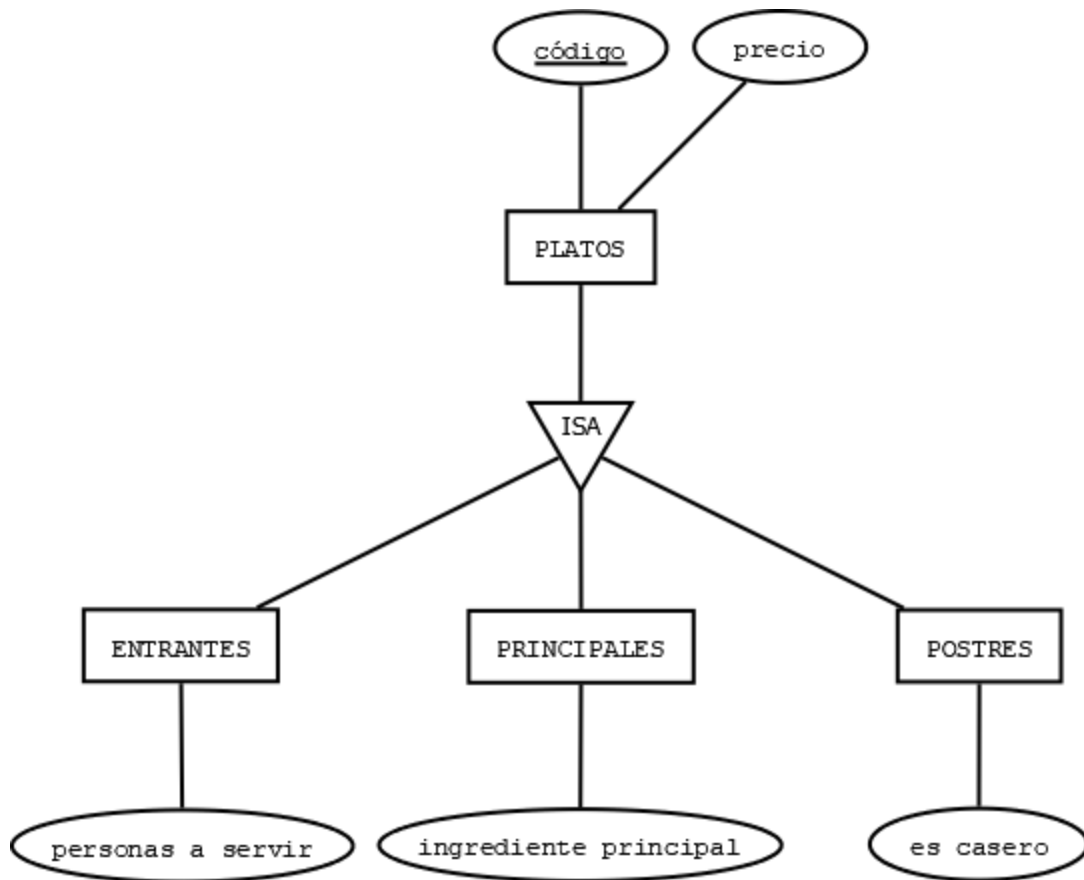 código
precio
PLATOS
ISA
ENTRANTES
PRINCIPALES
POSTRES
personas a servir
ingrediente principal
es casero